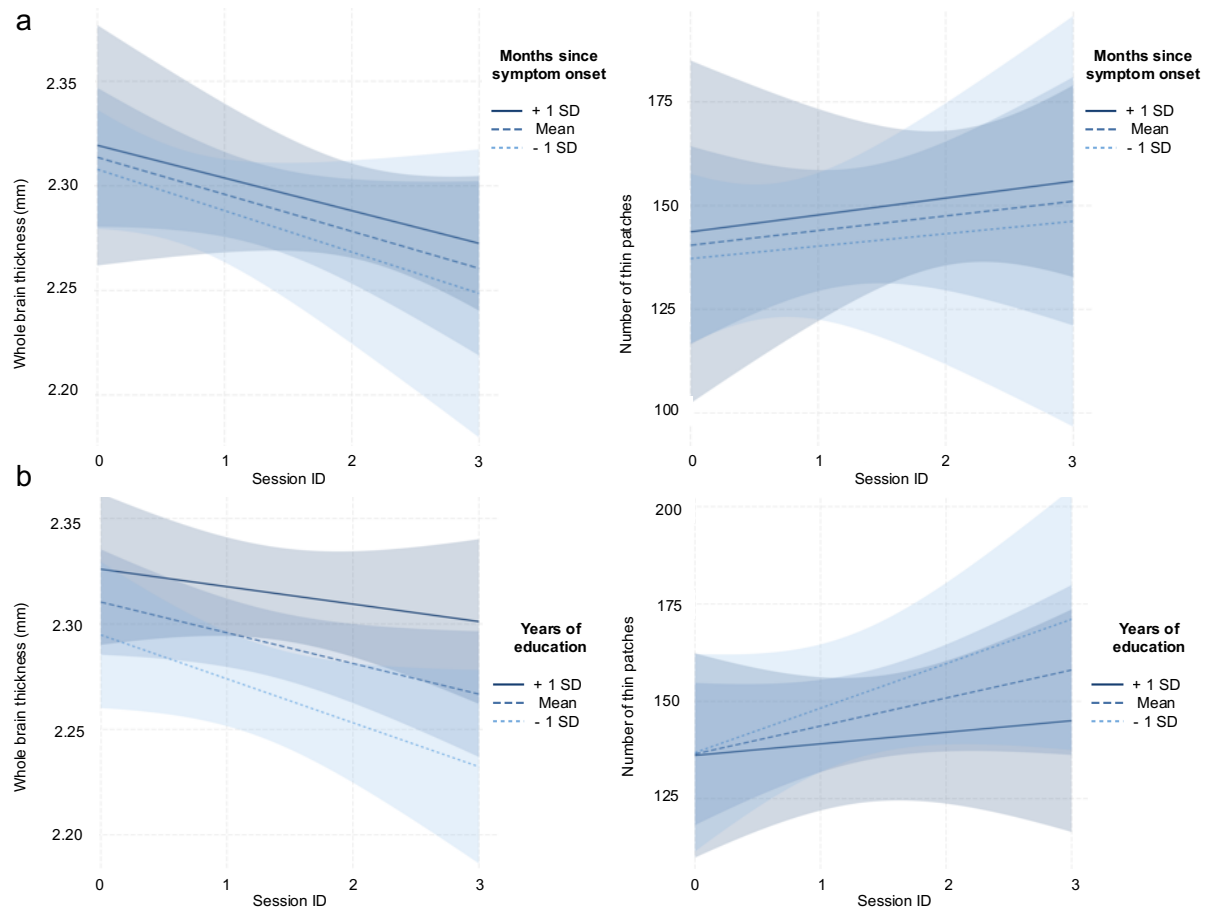 a
Whole brain thickness (mm)
2.35
2.30
2.25
2.20
0 1 2 3
Session ID
Months since
symptom onset
+ 1 SD
Mean
- 1 SD
Number of thin patches
175
150
125
100
0 1 2 3
Session ID
Months since
symptom onset
+ 1 SD
Mean
- 1 SD
b
Whole brain thickness (mm)
2.35
2.30
2.25
2.20
0 1 2 3
Session ID
Years of
education
+ 1 SD
Mean
- 1 SD
Number of thin patches
200
175
150
125
0 1 2 3
Session ID
Years of
education
+ 1 SD
Mean
- 1 SD